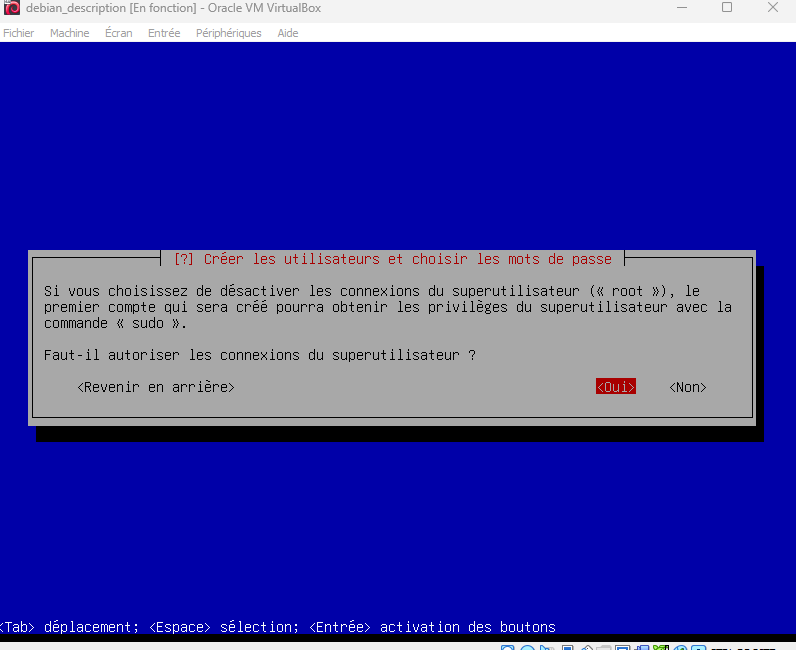 debian_description [En fonction] - Oracle VM VirtualBox
Fichier Machine Écran Entrée Périphériques Aide
[?] Créer les utilisateurs et choisir les mots de passe
Si vous choisissez de désactiver les connexions du superutilisateur (« root »), le
premier compte qui sera créé pourra obtenir les privilèges du superutilisateur avec la
commande « sudo ».
Faut-il autoriser les connexions du superutilisateur ?
<Revenir en arrière> <Oui> <Non>
<Tab> déplacement; <Espace> sélection; <Entrée> activation des boutons